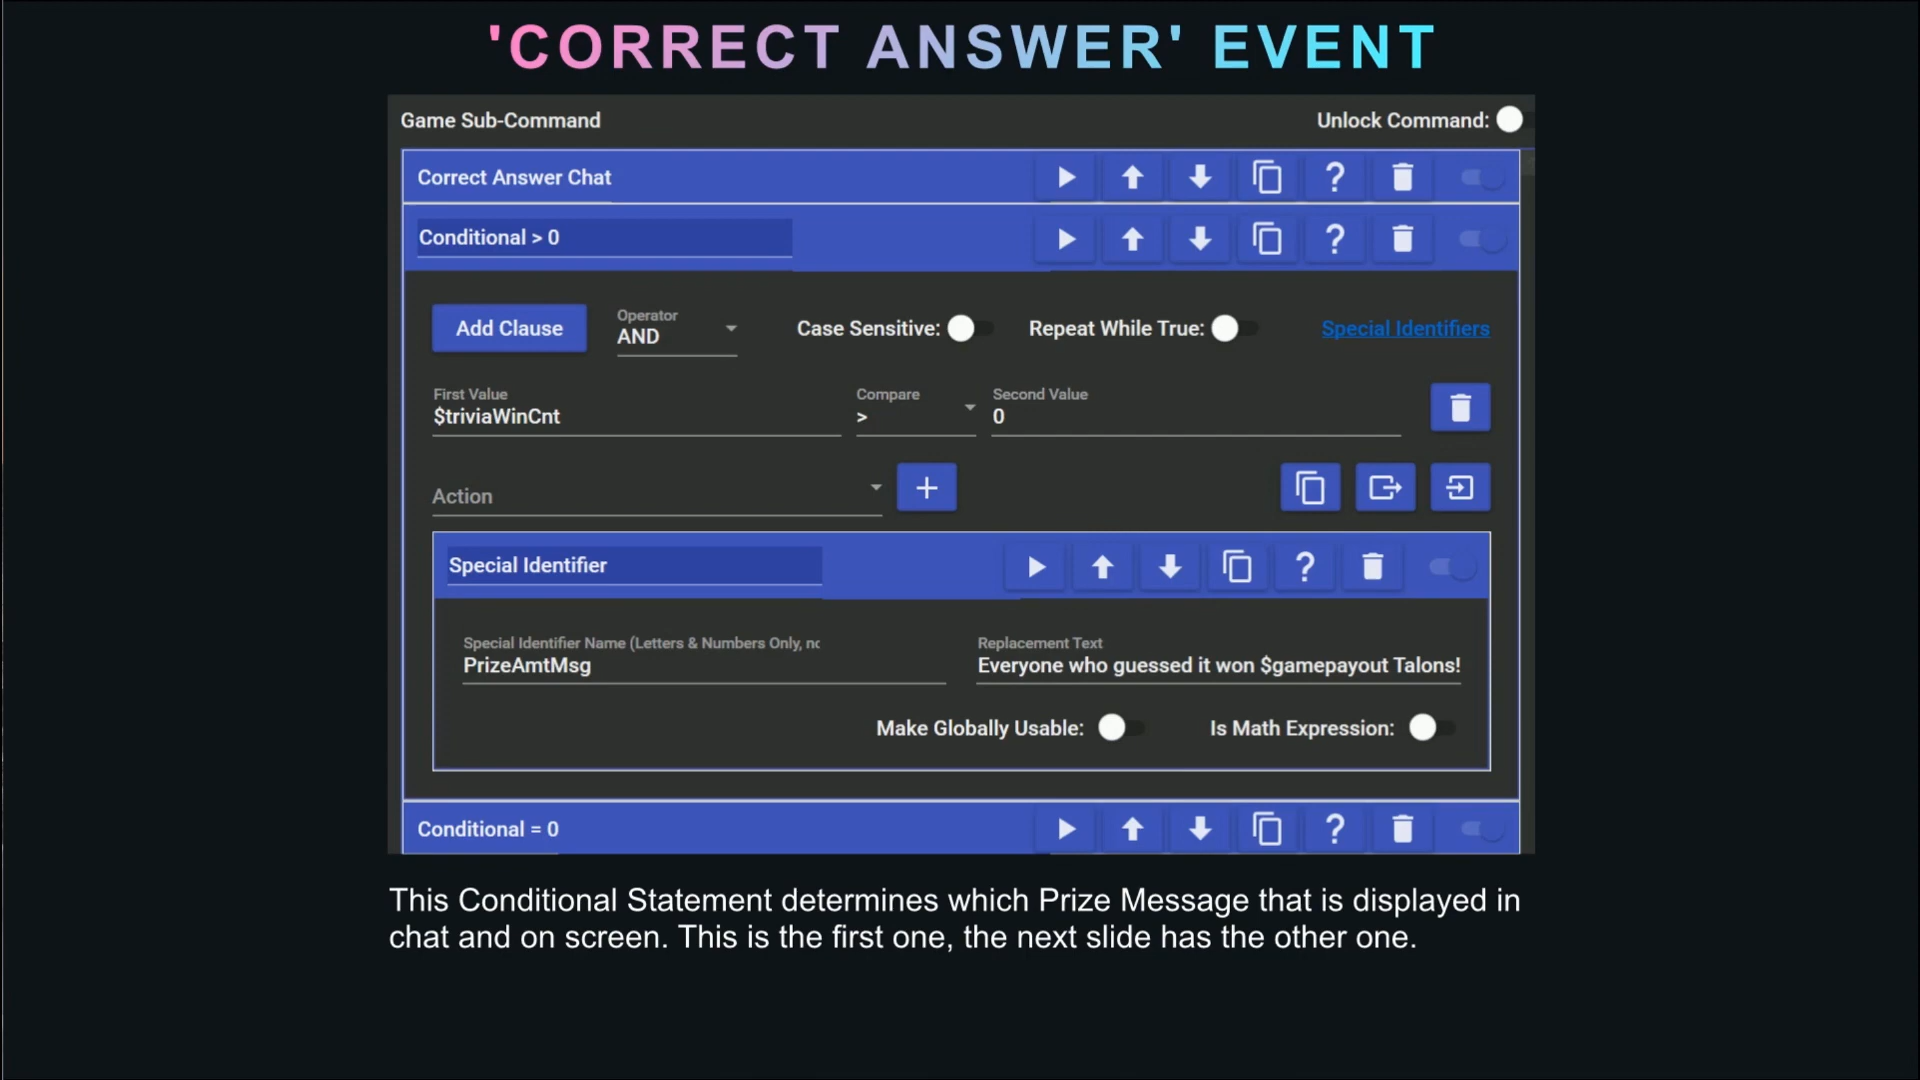 'CORRECT ANSWER' EVENT
Game Sub-Command
Unlock Command:
Correct Answer Chat
Conditional > 0
Add Clause
Operator
AND
Case Sensitive:
Repeat While True:
Special Identifiers
First Value
$triviaWinCnt
Compare
>
Second Value
0
Action
Special Identifier
Special Identifier Name (Letters & Numbers Only, nc
PrizeAmtMsg
Replacement Text
Everyone who guessed it won $gamepayout Talons!
Make Globally Usable:
Is Math Expression:
Conditional = 0
This Conditional Statement determines which Prize Message that is displayed in
chat and on screen. This is the first one, the next slide has the other one.